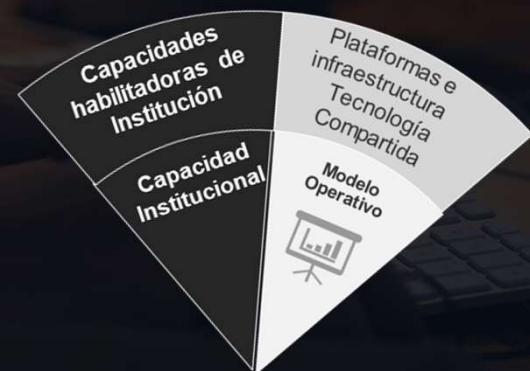 Capacidades
habilitadoras de
Institución
Plataformas e
infraestructura
Tecnología
Compartida
Capacidad
Institucional
Modelo
Operativo